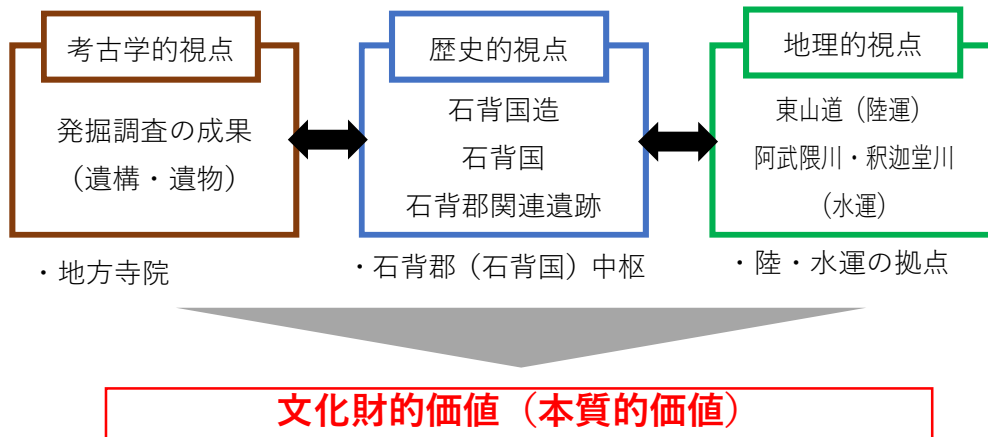 考古学的視点
発掘調査の成果
（遺構・遺物）
・地方寺院
歴史的視点
石背国造
石背国
石背郡関連遺跡
・石背郡（石背国）中枢
地理的視点
東山道（陸運）
阿武隈川・釈迦堂川
（水運）
・陸・水運の拠点
文化財的価値（本質的価値）